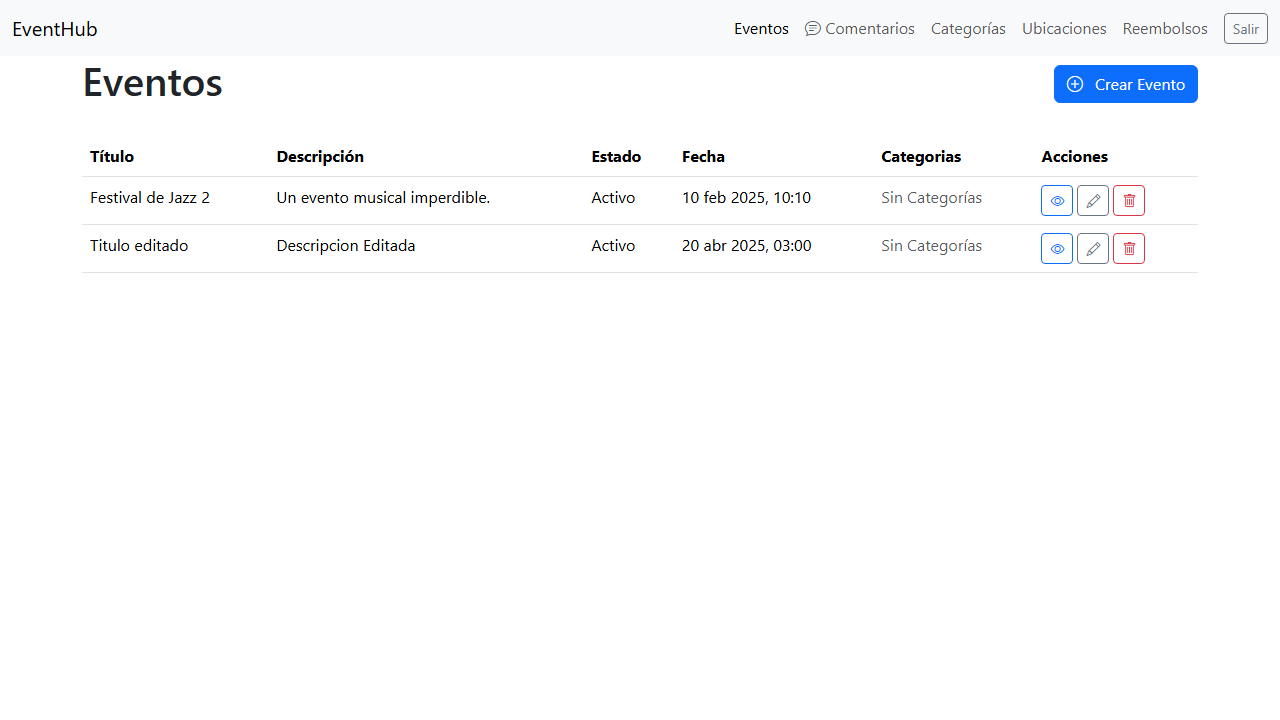 EventHub Eventos Comentarios Categorías Ubicaciones Reembolsos Salir
Eventos Crear Evento
Título Descripción Estado Fecha Categorias Acciones
Festival de Jazz 2 Un evento musical imperdible. Activo 10 feb 2025, 10:10 Sin Categorías
Titulo editado Descripcion Editada Activo 20 abr 2025, 03:00 Sin Categorías